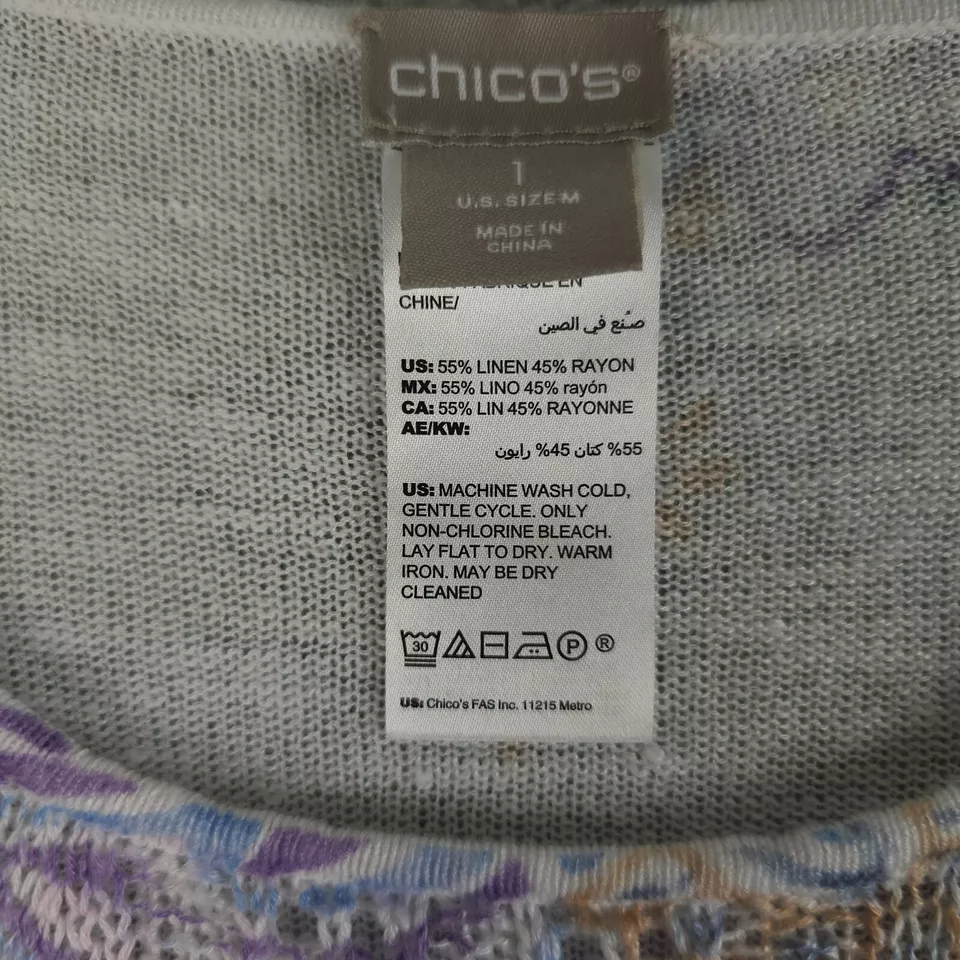 chico's®
1
U.S. SIZE M
MADE IN
CHINA
FABRIQUE EN
CHINE/
صُنع في الصين
US: 55% LINEN 45% RAYON
MX: 55% LINO 45% rayón
CA: 55% LIN 45% RAYONNE
AE/KW:
55% كتان 45% رايون
US: MACHINE WASH COLD,
GENTLE CYCLE. ONLY
NON-CHLORINE BLEACH.
LAY FLAT TO DRY. WARM
IRON. MAY BE DRY
CLEANED
30 P ®
US: Chico's FAS Inc. 11215 Metro